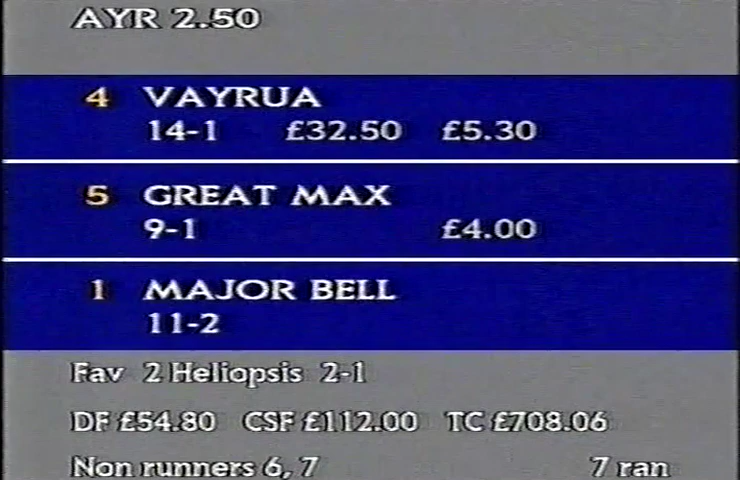 AYR 2.50
4 VAYRUA
14-1 £32.50 £5.30
5 GREAT MAX
9-1 £4.00
1 MAJOR BELL
11-2
Fav 2 Heliopsis 2-1
DF £54.80 CSF £112.00 TC £708.06
Non runners 6, 7 7 ran